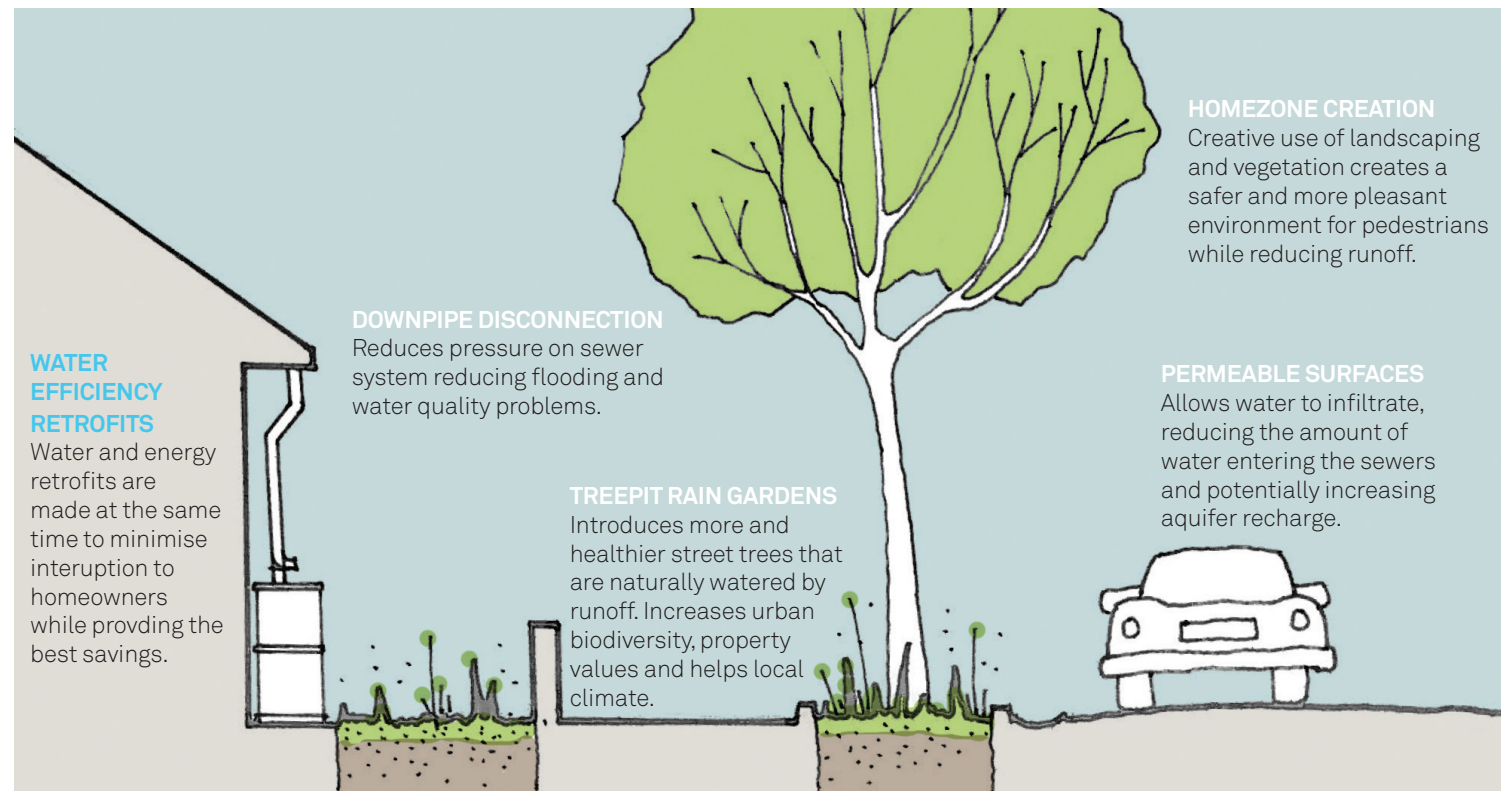 WATER
EFFICIENCY
RETROFITS
Water and energy
retrofits are
made at the same
time to minimise
interuption to
homeowners
while provding the
best savings.
DOWNPIPE DISCONNECTION
Reduces pressure on sewer
system reducing flooding and
water quality problems.
TREEPIT RAIN GARDENS
Introduces more and
healthier street trees that
are naturally watered by
runoff. Increases urban
biodiversity, property
values and helps local
climate.
HOMEZONE CREATION
Creative use of landscaping
and vegetation creates a
safer and more pleasant
environment for pedestrians
while reducing runoff.
PERMEABLE SURFACES
Allows water to infiltrate,
reducing the amount of
water entering the sewers
and potentially increasing
aquifer recharge.